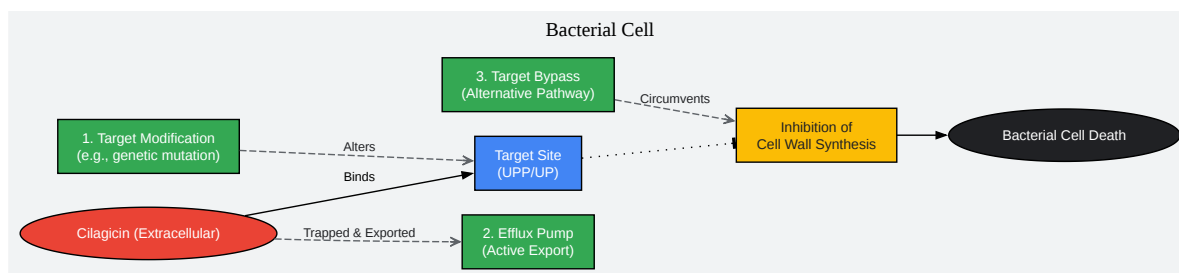 Bacterial Cell
3. Target Bypass
(Alternative Pathway)
Circumvents
1. Target Modification
(e.g., genetic mutation)
Alters
Target Site
(UPP/UP)
Inhibition of
Cell Wall Synthesis
Bacterial Cell Death
Binds
Cilagicin (Extracellular)
Trapped & Exported
2. Efflux Pump
(Active Export)